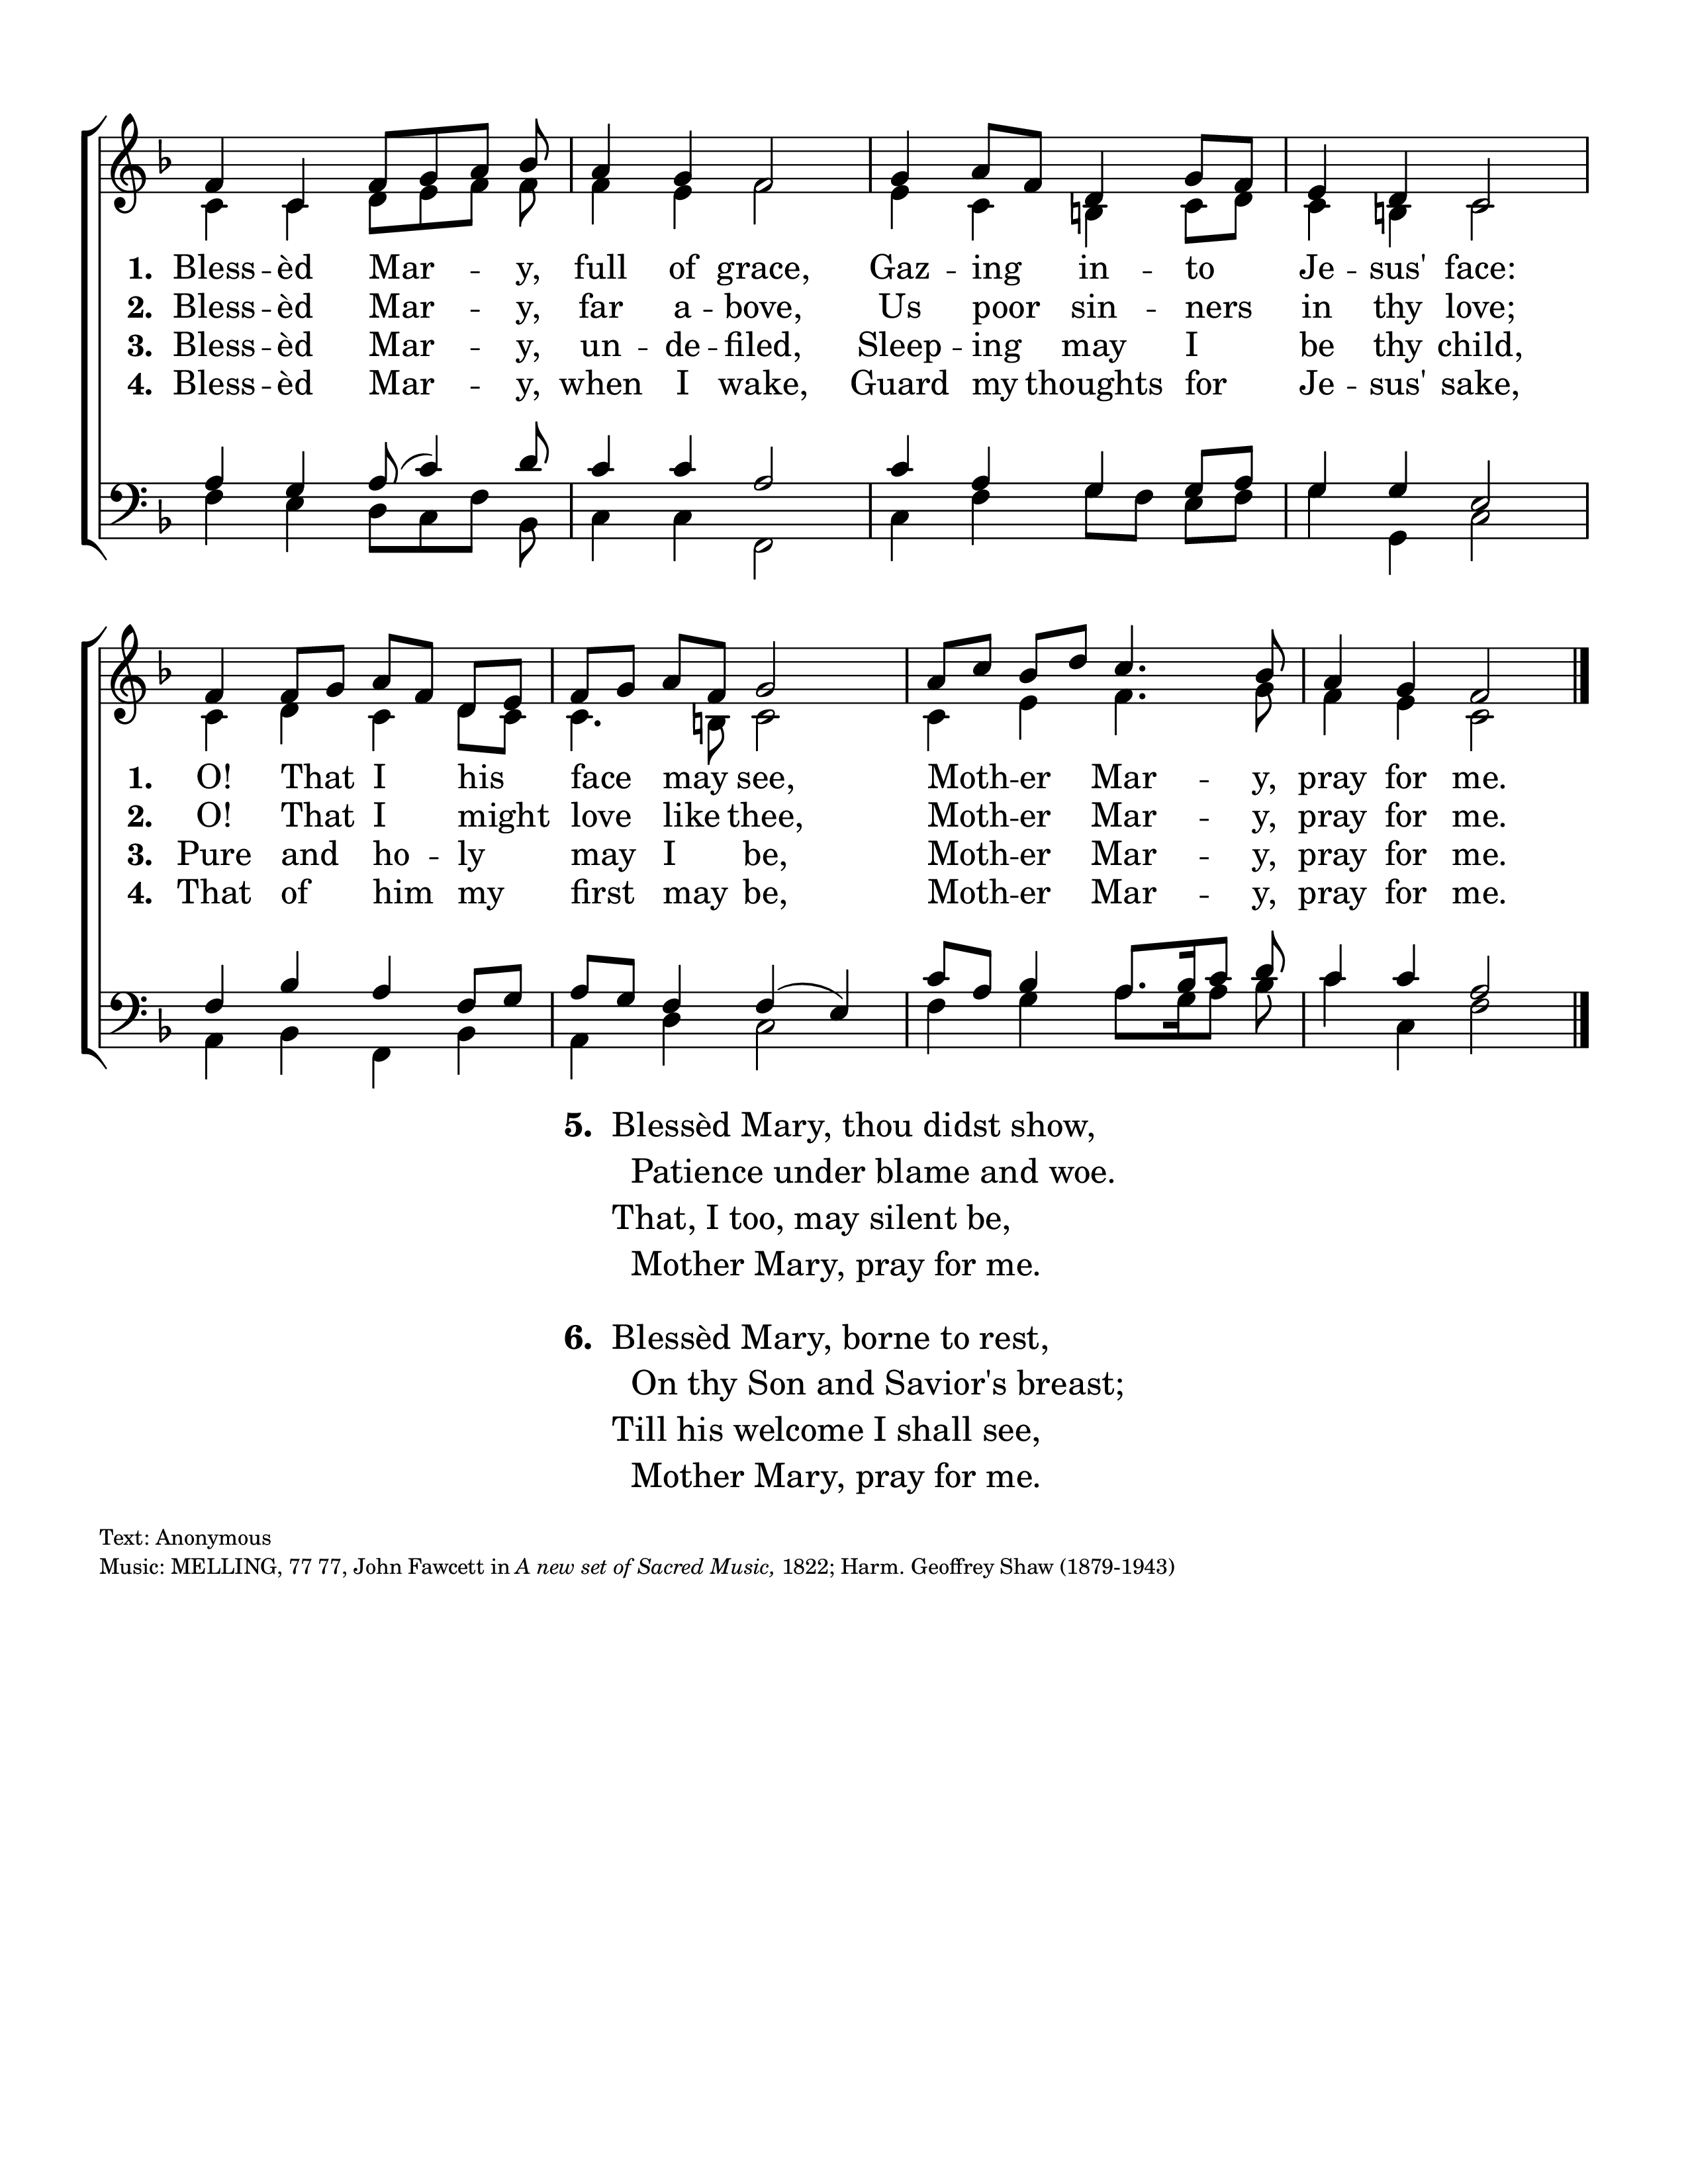 1. Bless -- èd Mar -- y, full of grace, Gaz -- ing in -- to Je -- sus' face:
2. Bless -- èd Mar -- y, far a -- bove, Us poor sin -- ners in thy love;
3. Bless -- èd Mar -- y, un -- de -- filed, Sleep -- ing may I be thy child,
4. Bless -- èd Mar -- y, when I wake, Guard my thoughts for Je -- sus' sake,
1. O! That I his face may see, Moth -- er Mar -- y, pray for me.
2. O! That I might love like thee, Moth -- er Mar -- y, pray for me.
3. Pure and ho -- ly may I be, Moth -- er Mar -- y, pray for me.
4. That of him my first may be, Moth -- er Mar -- y, pray for me.
5. Blessèd Mary, thou didst show,
Patience under blame and woe.
That, I too, may silent be,
Mother Mary, pray for me.
6. Blessèd Mary, borne to rest,
On thy Son and Savior's breast;
Till his welcome I shall see,
Mother Mary, pray for me.
Text: Anonymous
Music: MELLING, 77 77, John Fawcett in A new set of Sacred Music, 1822; Harm. Geoffrey Shaw (1879-1943)